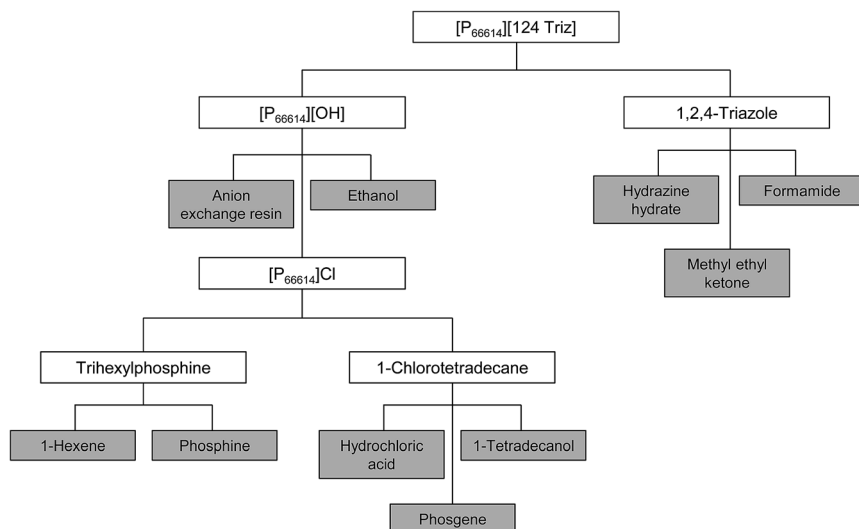 [P₆₆₆₁₄][124 Triz]
[P₆₆₆₁₄][OH]
1,2,4-Triazole
Anion
exchange resin
Ethanol
Hydrazine
hydrate
Formamide
Methyl ethyl
ketone
[P₆₆₆₁₄]Cl
Trihexylphosphine
1-Chlorotetradecane
1-Hexene
Phosphine
Hydrochloric
acid
1-Tetradecanol
Phosgene